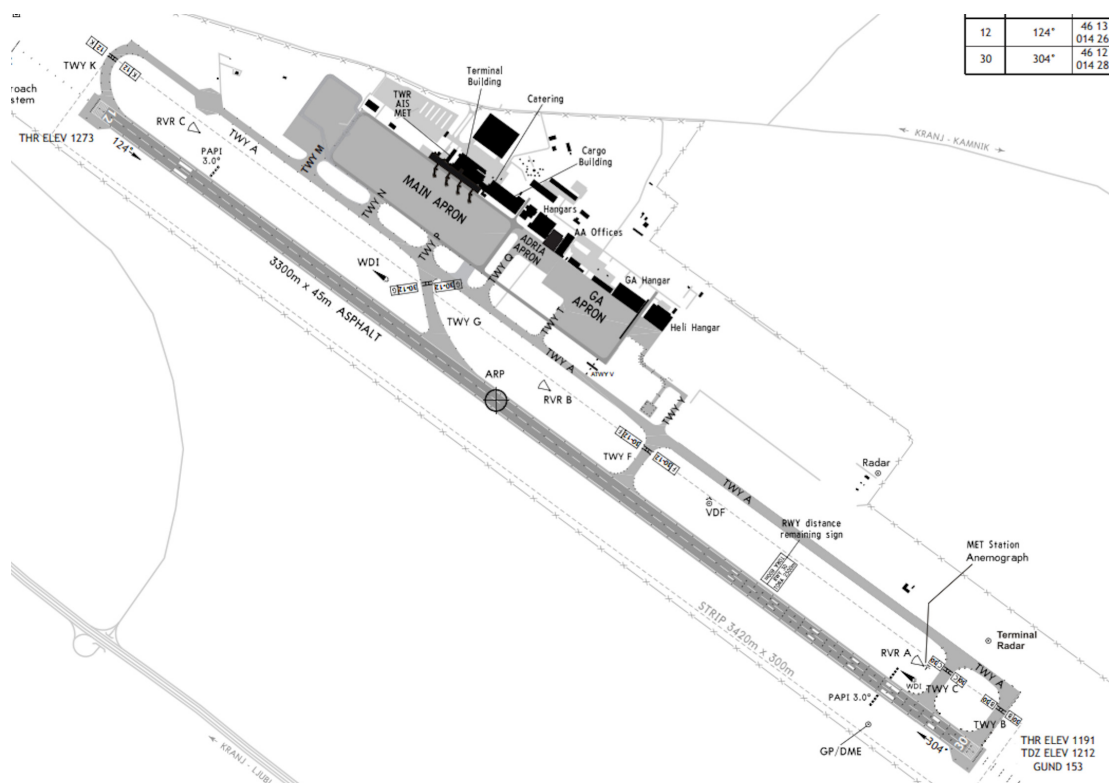 12
124°
46 13
014 26
30
304°
46 12
014 28
TWY K
K|12
roach
stem
THR ELEV 1273
12
124°
RVR C
PAPI
3.0°
TWY A
TWY M
TWR
AIS
MET
Terminal
Building
Catering
Cargo
Building
KRANJ - KAMNIK
MAIN APRON
TWY N
TWY P
Hangars
AA Offices
ADRIA
APRON
TWY Q
GA Hangar
GA
APRON
Heli Hangar
WDI
3300m x 45m ASPHALT
TWY G
TWY T
TWY A
ATWY V
ARP
RVR B
TWY Y
TWY F
TWY A
Radar
VDF
RWY distance
remaining sign
MET Station
Anemograph
STRIP 3420m x 300m
Terminal
Radar
RVR A
TWY A
WDI
TWY C
PAPI 3.0°
TWY B
GP/DME
304°
30
THR ELEV 1191
TDZ ELEV 1212
GUND 153
KRANJ - LJUBL